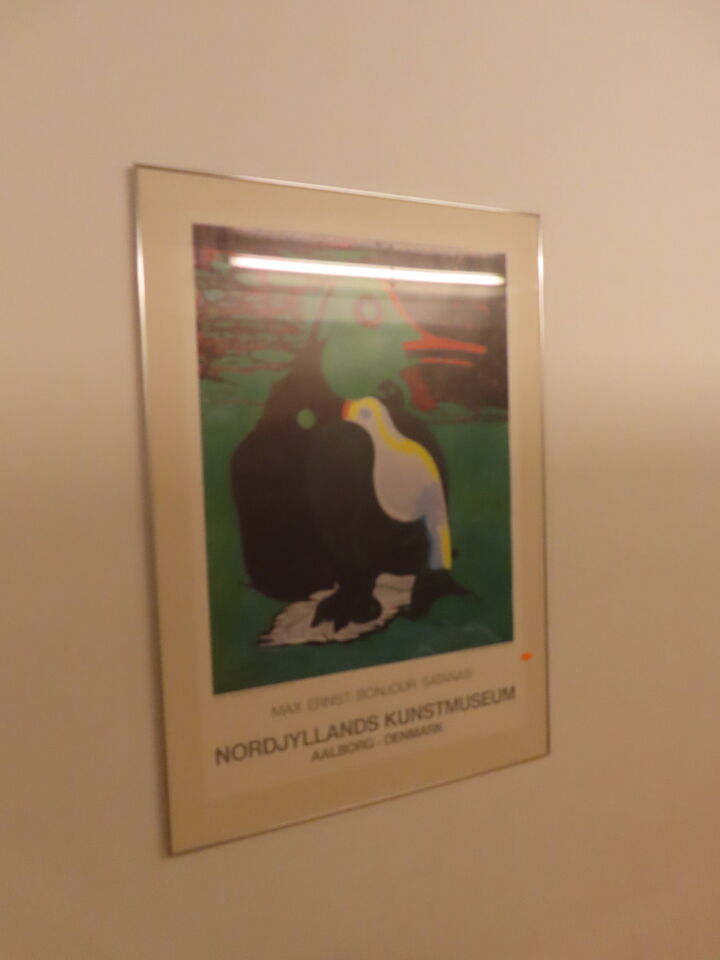 MAX ERNST: BONJOUR SATANAS
NORDJYLLANDS KUNSTMUSEUM
AALBORG - DENMARK